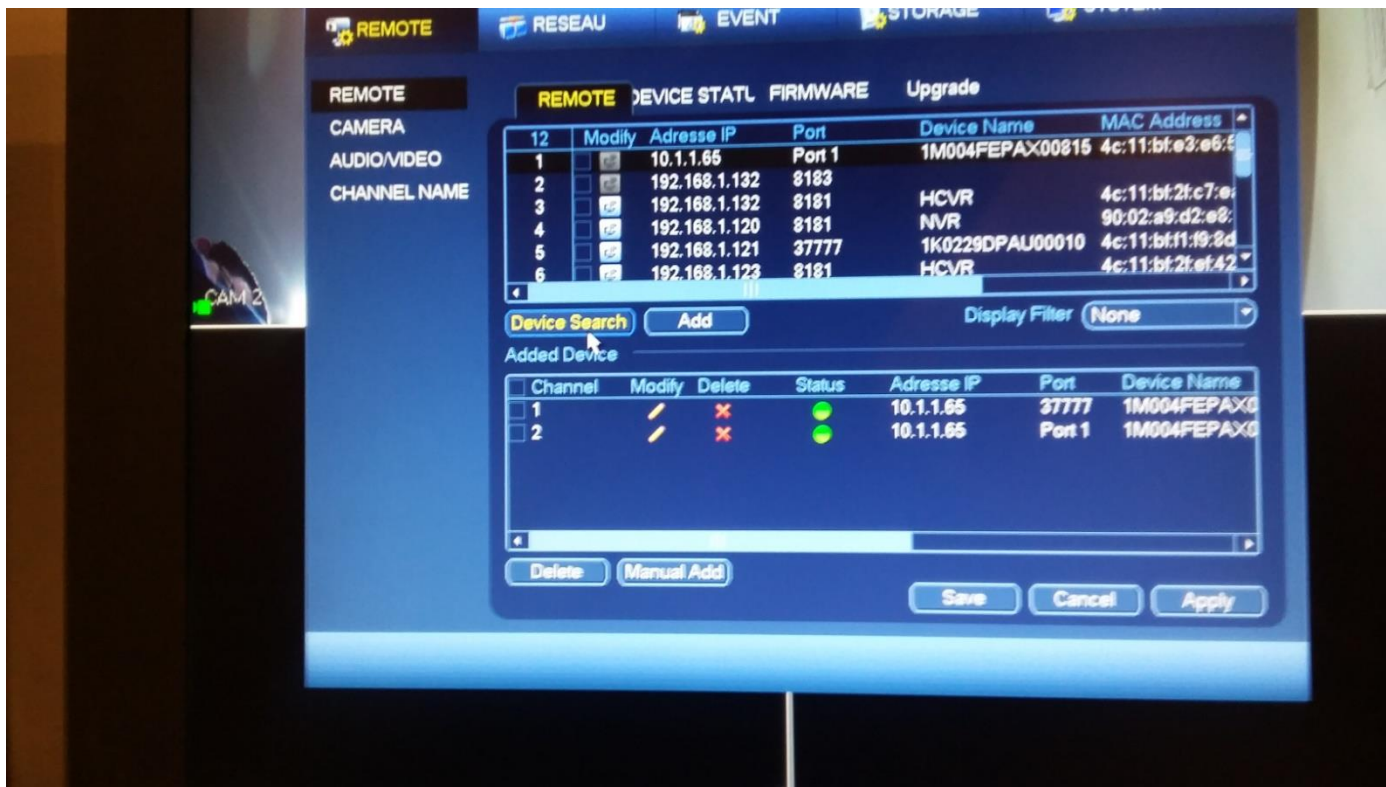 REMOTE RESEAU EVENT STORAGE SYSTEM
REMOTE
CAMERA
AUDIO/VIDEO
CHANNEL NAME
REMOTE DEVICE STATU FIRMWARE Upgrade
12 Modify Adresse IP Port Device Name MAC Address
1 10.1.1.65 Port 1 1M004FEPAX00815 4c:11:bf:e3:e6:5
2 192.168.1.132 8183
3 192.168.1.132 8181 HCVR 4c:11:bf:2f:c7:e
4 192.168.1.120 8181 NVR 90:02:a9:d2:e8:
5 192.168.1.121 37777 1K0229DPAU00010 4c:11:bf:f1:f9:8d
6 192.168.1.123 8181 HCVR 4c:11:bf:2f:ef:42
CAM 2
Device Search Add Display Filter None
Added Device
Channel Modify Delete Status Adresse IP Port Device Name
1 10.1.1.65 37777 1M004FEPAX0
2 10.1.1.65 Port 1 1M004FEPAX0
Delete Manual Add
Save Cancel Apply